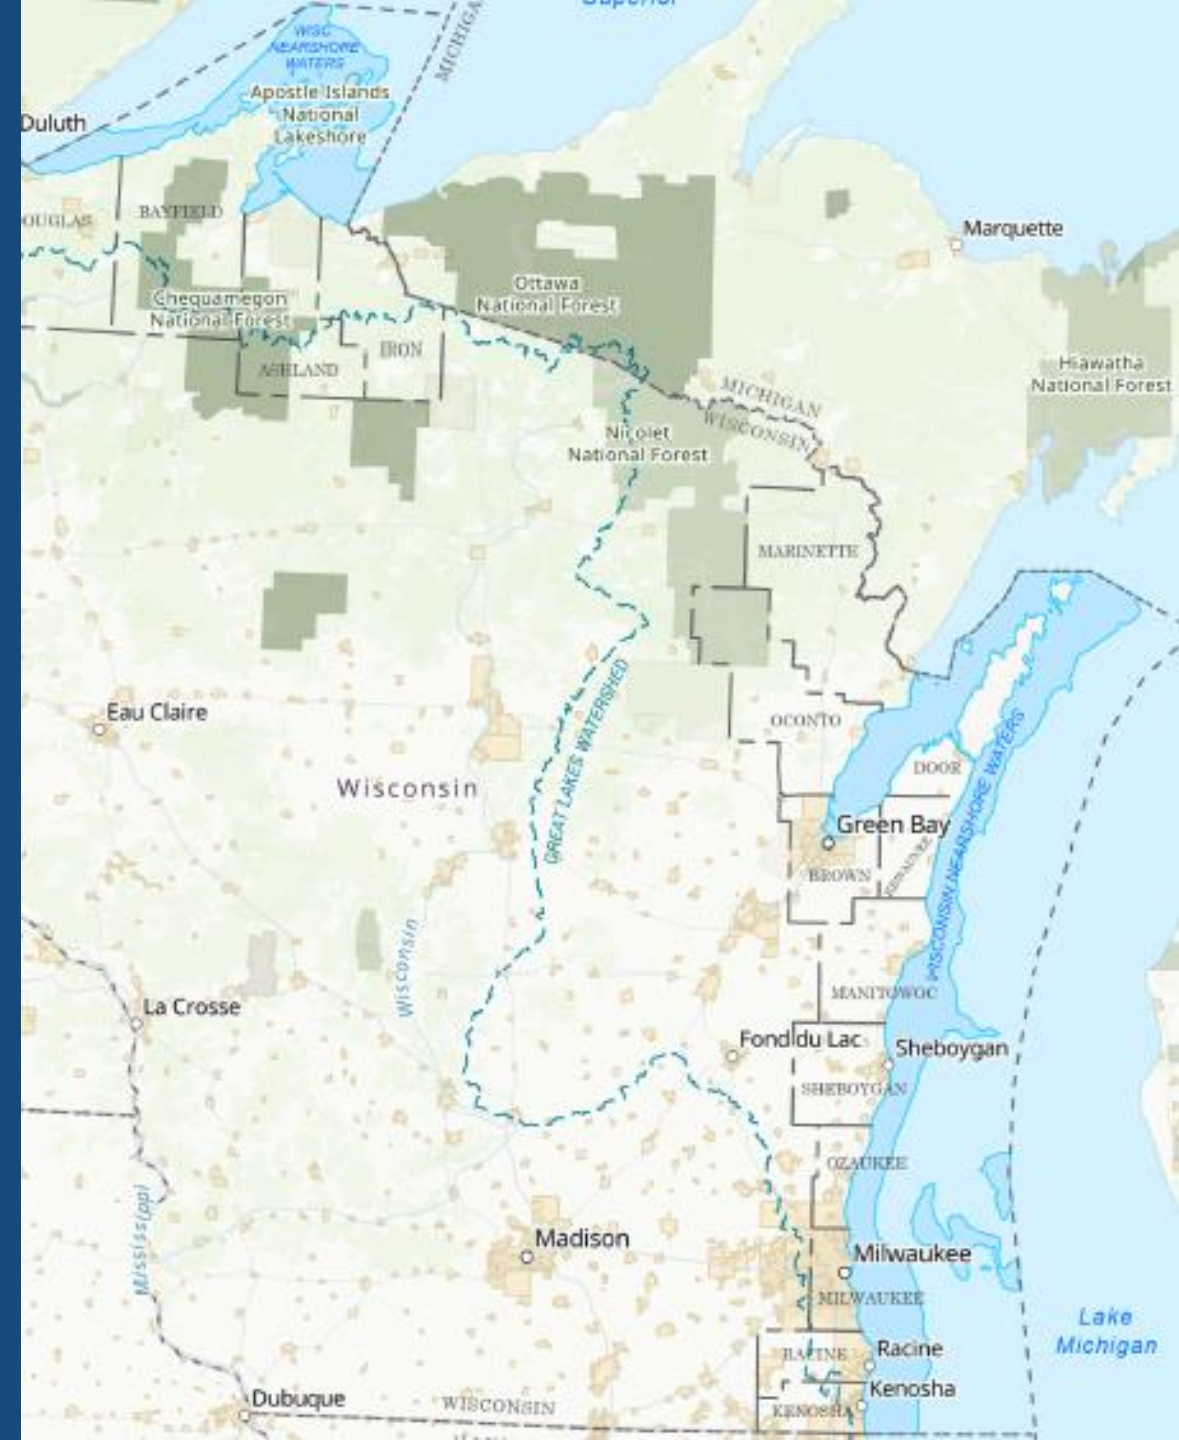 Superior
WISC.
NEARSHORE
WATERS
MICHIGA
Apostle Islands
National
Lakeshore
Duluth
OUGLAS
BAYFIELD
Marquette
Chequamegon
National Forest
Ottawa
National Forest
ASHLAND
IRON
Hiawatha
National Forest
MICHIGAN
WISCONSIN
Nicolet
National Forest
MARINETTE
Eau Claire
GREAT LAKES WATERSHED
OCONTO
DOOR
Wisconsin
Green Bay
BROWN
KEWAUNEE
WISCONSIN NEARSHORE WATERS
Wisconsin
MANITOWOC
La Crosse
Fond du Lac
Sheboygan
SHEBOYGAN
OZAUKEE
Mississippi
Madison
Milwaukee
MILWAUKEE
Lake
Michigan
RACINE
Racine
Kenosha
KENOSHA
Dubuque
WISCONSIN